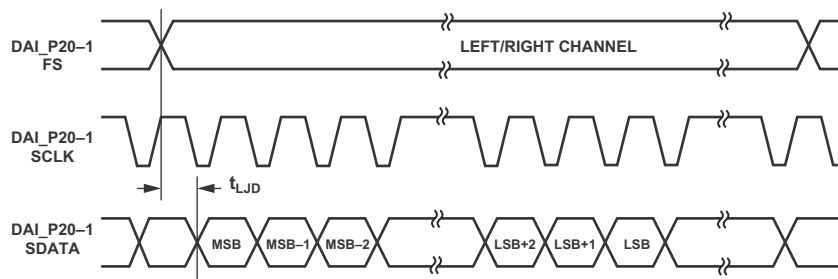 DAI_P20–1
FS
LEFT/RIGHT CHANNEL
DAI_P20–1
SCLK
tLJD
DAI_P20–1
SDATA
MSB MSB–1 MSB–2 LSB+2 LSB+1 LSB